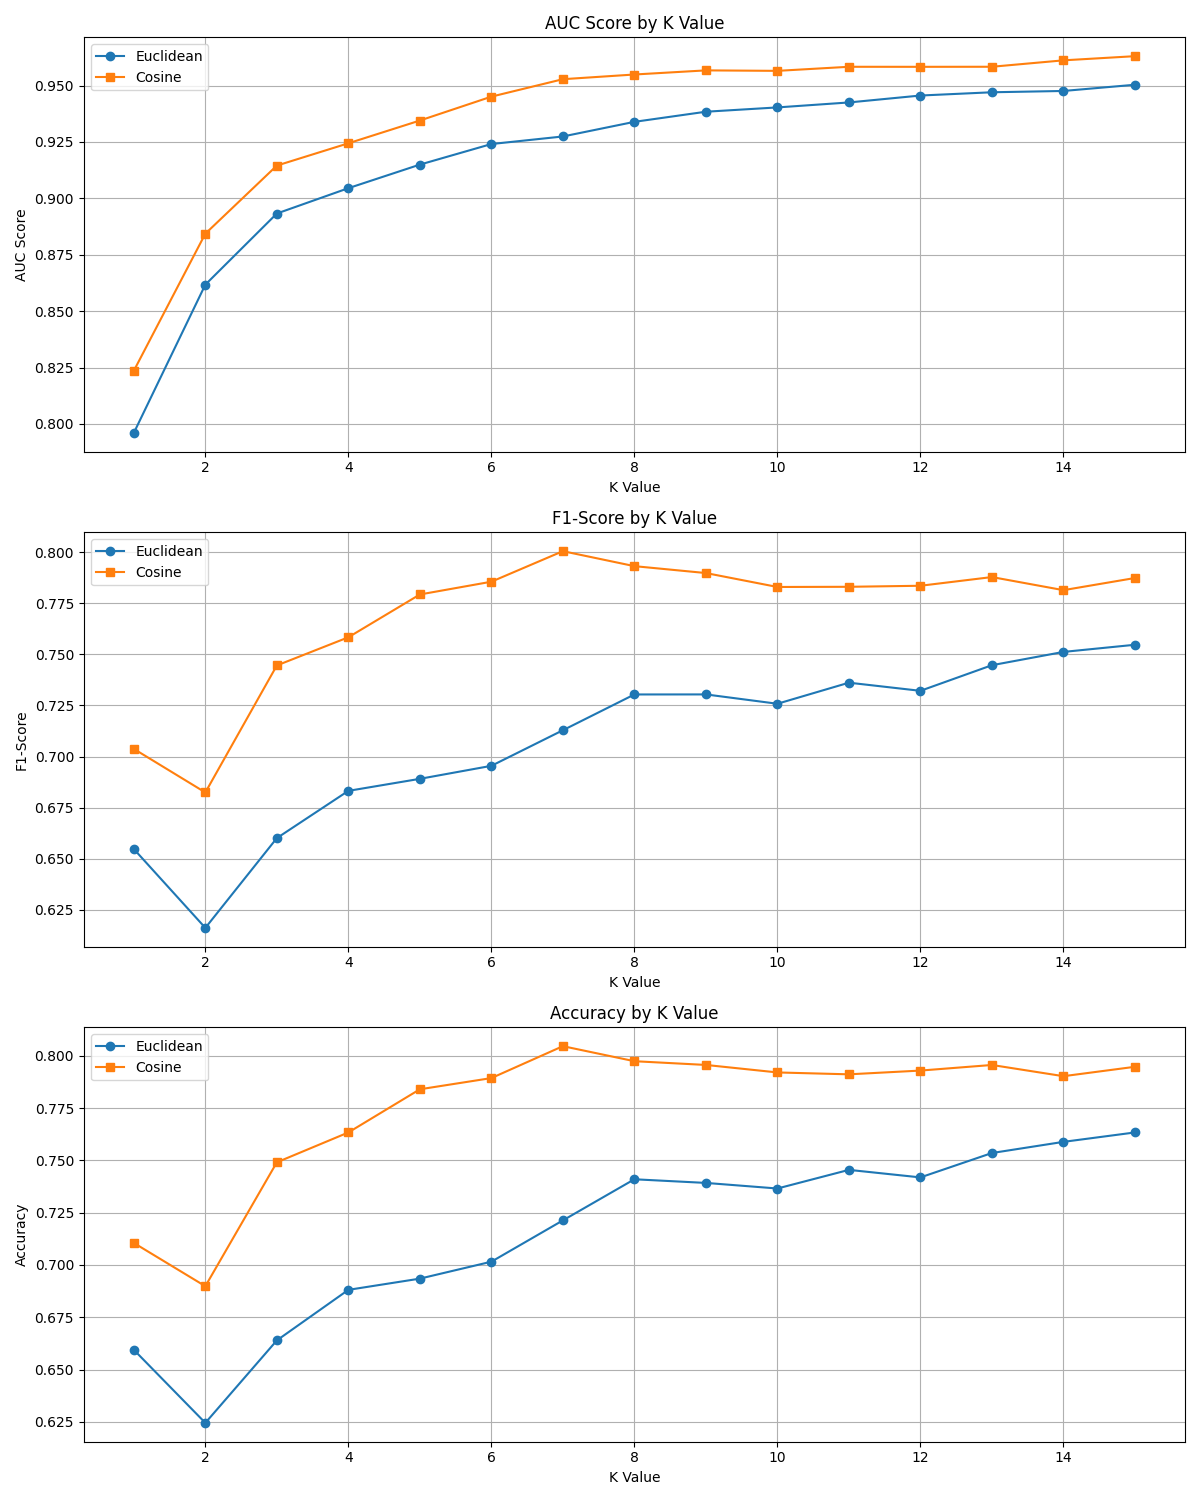 AUC Score by K Value
Euclidean
Cosine
0.950
0.925
0.900
0.875
0.850
0.825
0.800
AUC Score
2 4 6 8 10 12 14
K Value
F1-Score by K Value
Euclidean
Cosine
0.800
0.775
0.750
0.725
0.700
0.675
0.650
0.625
F1-Score
2 4 6 8 10 12 14
K Value
Accuracy by K Value
Euclidean
Cosine
0.800
0.775
0.750
0.725
0.700
0.675
0.650
0.625
Accuracy
2 4 6 8 10 12 14
K Value